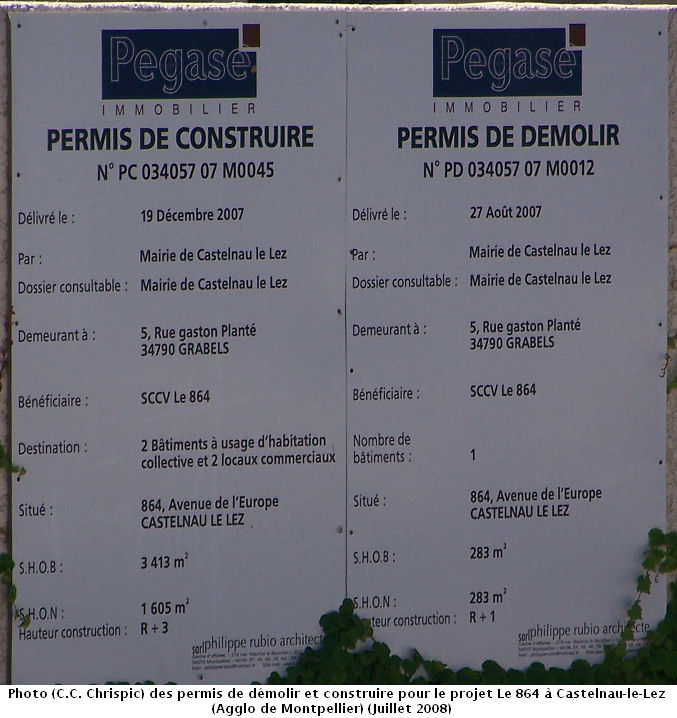 Pegase
IMMOBILIER
PERMIS DE CONSTRUIRE
N° PC 034057 07 M0045
Délivré le : 19 Décembre 2007
Par : Mairie de Castelnau le Lez
Dossier consultable : Mairie de Castelnau le Lez
Demeurant à : 5, Rue gaston Planté
34790 GRABELS
Bénéficiaire : SCCV Le 864
Destination : 2 Bâtiments à usage d'habitation
collective et 2 locaux commerciaux
Situé : 864, Avenue de l'Europe
CASTELNAU LE LEZ
S.H.O.B : 3 413 m²
S.H.O.N : 1 605 m²
Hauteur construction : R + 3
sarl philippe rubio architecte
Pegase
IMMOBILIER
PERMIS DE DEMOLIR
N° PD 034057 07 M0012
Délivré le : 27 Août 2007
Par : Mairie de Castelnau le Lez
Dossier consultable : Mairie de Castelnau le Lez
Demeurant à : 5, Rue gaston Planté
34790 GRABELS
Bénéficiaire : SCCV Le 864
Nombre de
bâtiments : 1
Situé : 864, Avenue de l'Europe
CASTELNAU LE LEZ
S.H.O.B : 283 m²
S.H.O.N : 283 m²
auteur construction : R + 1
sarl philippe rubio architecte
Photo (C.C. Chrispic) des permis de démolir et construire pour le projet Le 864 à Castelnau-le-Lez
(Agglo de Montpellier) (Juillet 2008)